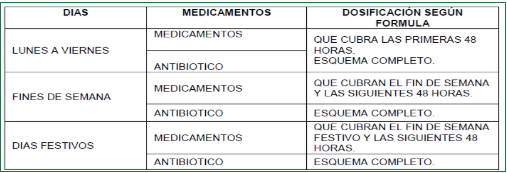 DIAS MEDICAMENTOS DOSIFICACIÓN SEGÚN
FORMULA
LUNES A VIERNES
MEDICAMENTOS
QUE CUBRA LAS PRIMERAS 48
HORAS.
ESQUEMA COMPLETO.
ANTIBIOTICO
FINES DE SEMANA
MEDICAMENTOS
QUE CUBRAN EL FIN DE SEMANA
Y LAS SIGUIENTES 48 HORAS.
ANTIBIOTICO ESQUEMA COMPLETO.
DIAS FESTIVOS
MEDICAMENTOS
QUE CUBRAN EL FIN DE SEMANA
FESTIVO Y LAS SIGUIENTES 48
HORAS.
ANTIBIOTICO ESQUEMA COMPLETO.